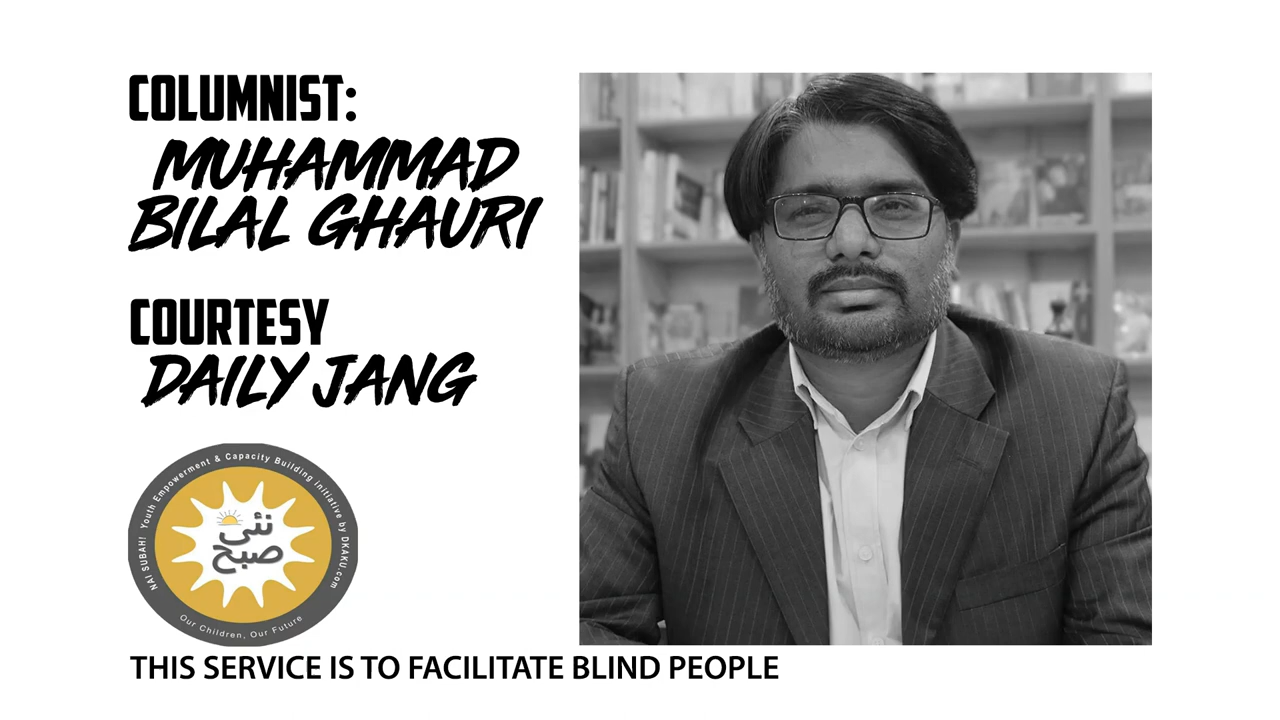 COLUMNIST:
MUHAMMAD
BILAL GHAURI
COURTESY
DAILY JANG
NAI SUBAH! Youth Empowerment & Capacity Building initiative by DKAKU.com
نئی
صبح
Our Children, Our Future
THIS SERVICE IS TO FACILITATE BLIND PEOPLE